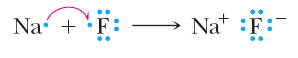 Na· + ·F: ⟶ Na⁺ :F:⁻